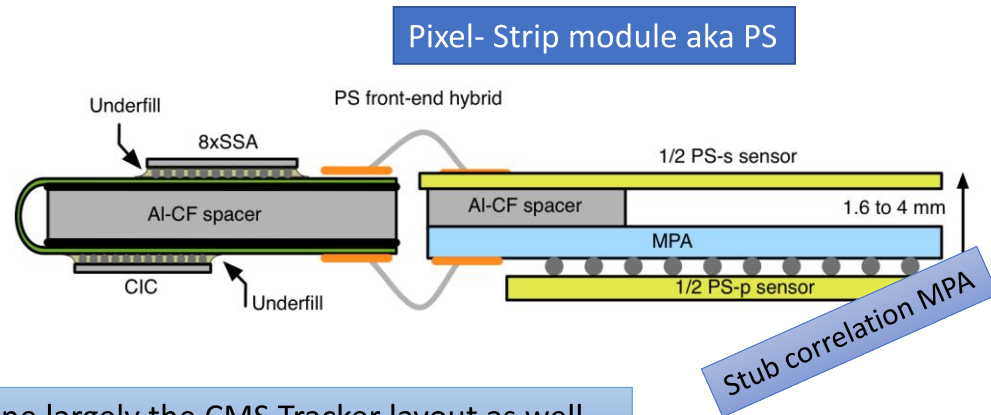 Pixel- Strip module aka PS
PS front-end hybrid
Underfill
8xSSA
1/2 PS-s sensor
Al-CF spacer
Al-CF spacer
1.6 to 4 mm
MPA
CIC
Underfill
1/2 PS-p sensor
Stub correlation MPA
largely the CMS Tracker layout as well